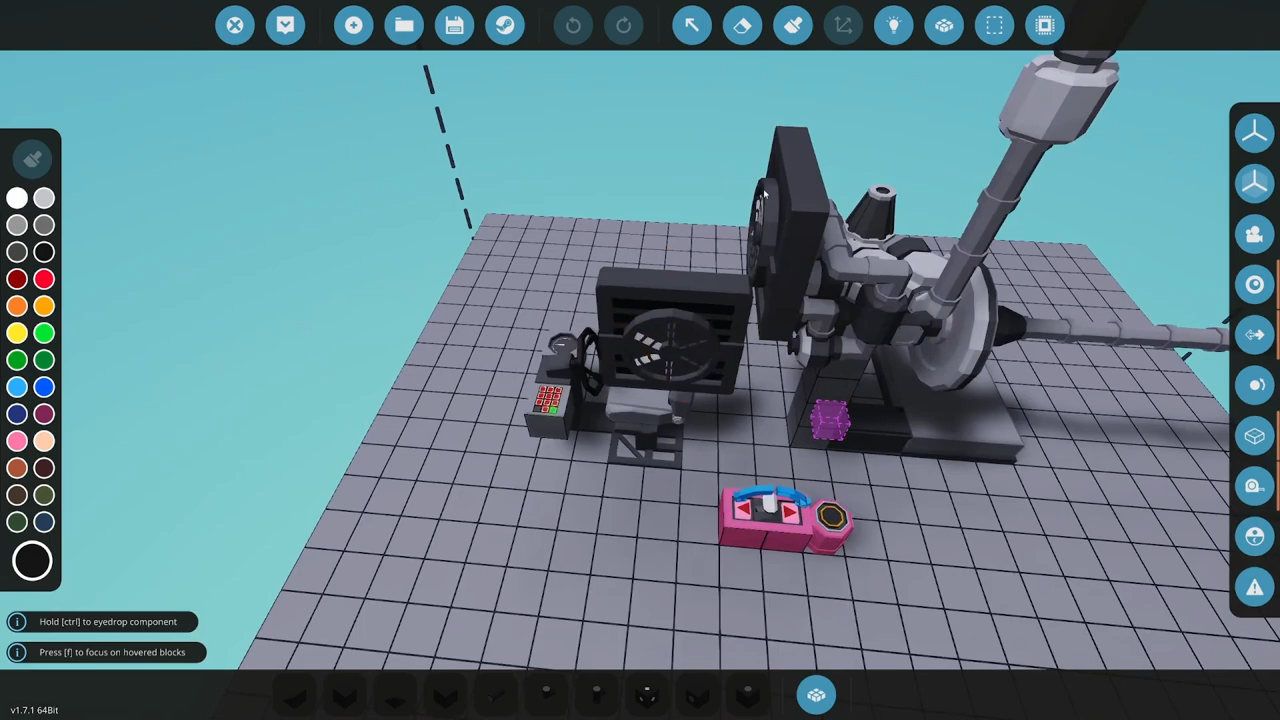 Hold [ctrl] to eyedrop component
Press [f] to focus on hovered blocks
v1.7.1 64Bit